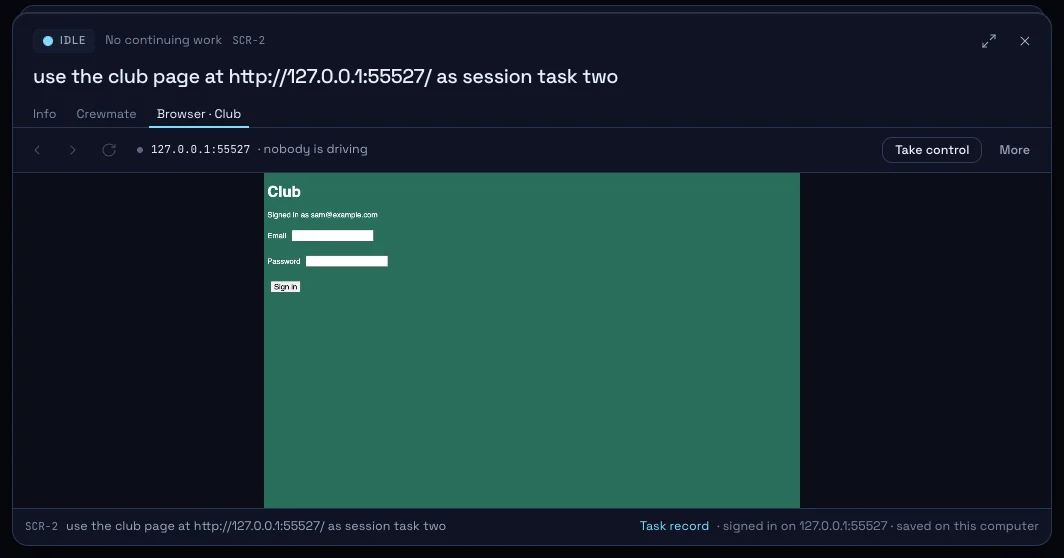 IDLE No continuing work SCR-2
use the club page at http://127.0.0.1:55527/ as session task two
Info Crewmate Browser · Club
127.0.0.1:55527 · nobody is driving Take control More
Club
Signed in as sam@example.com
Email
Password
Sign in
SCR-2 use the club page at http://127.0.0.1:55527/ as session task two Task record · signed in on 127.0.0.1:55527 · saved on this computer